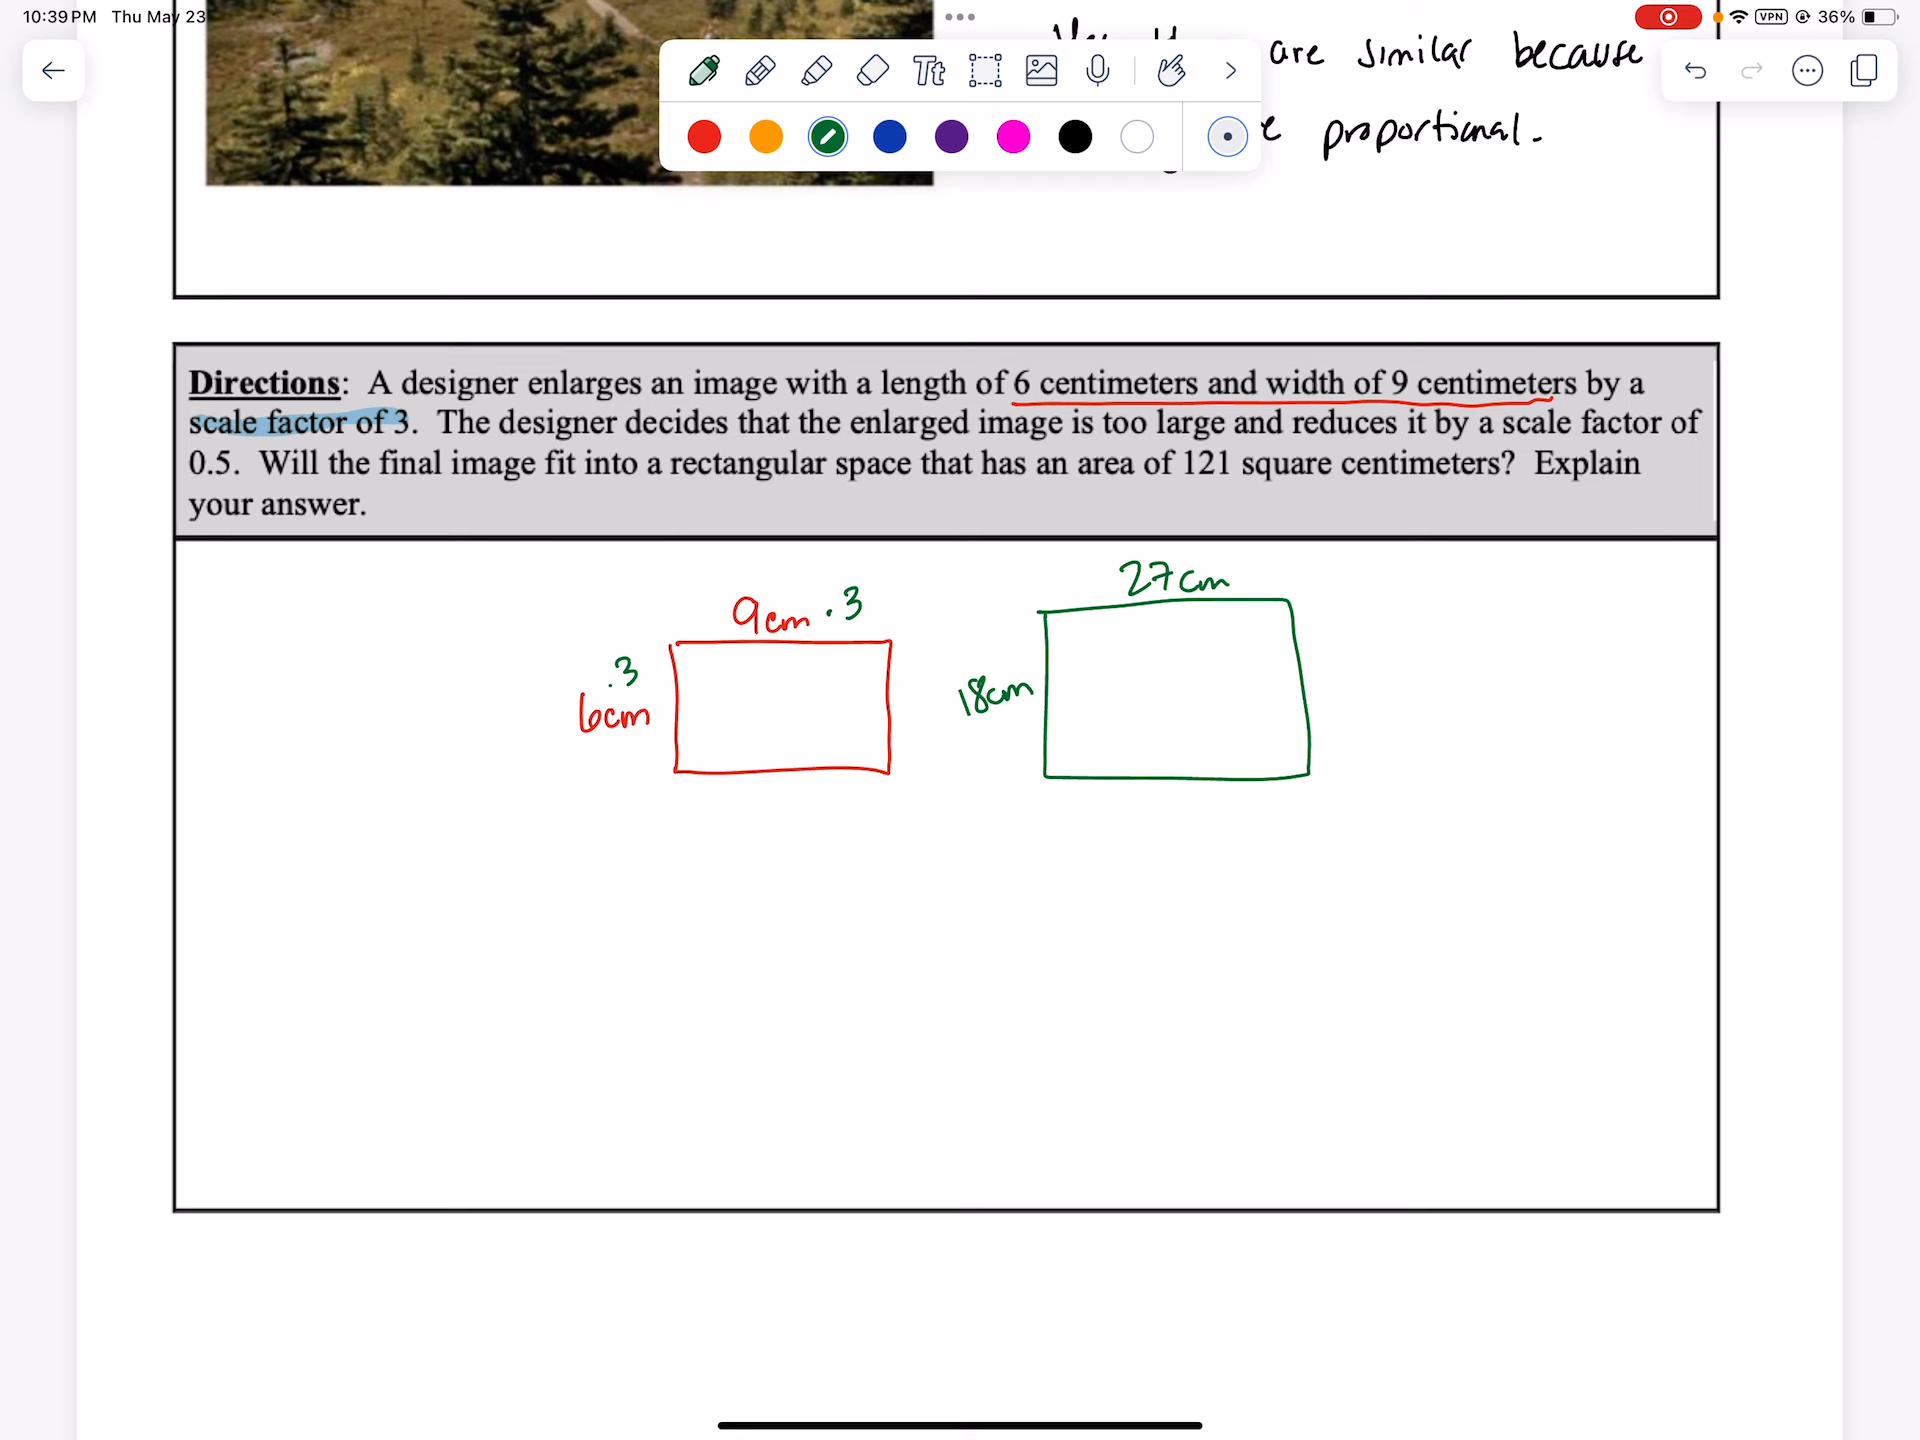 10:39 PM Thu May 23
VPN 36%
are similar because
Tt
proportional.
Directions: A designer enlarges an image with a length of 6 centimeters and width of 9 centimeters by a
scale factor of 3. The designer decides that the enlarged image is too large and reduces it by a scale factor of
0.5. Will the final image fit into a rectangular space that has an area of 121 square centimeters? Explain
your answer.
27cm
9cm · 3
. 3
6cm
18cm